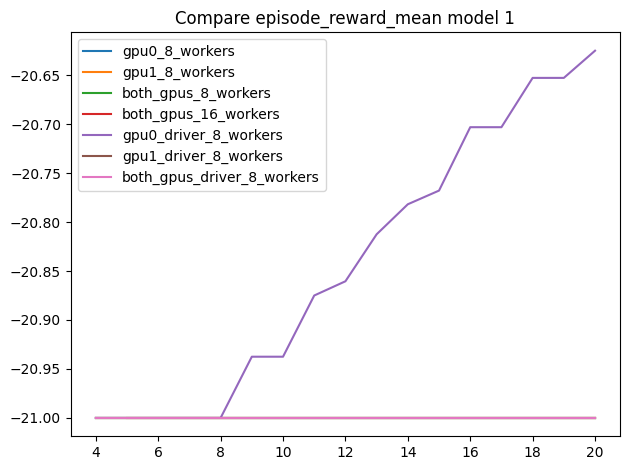 Compare episode_reward_mean model 1
gpu0_8_workers
gpu1_8_workers
both_gpus_8_workers
both_gpus_16_workers
gpu0_driver_8_workers
gpu1_driver_8_workers
both_gpus_driver_8_workers
−20.65
−20.70
−20.75
−20.80
−20.85
−20.90
−20.95
−21.00
4 6 8 10 12 14 16 18 20